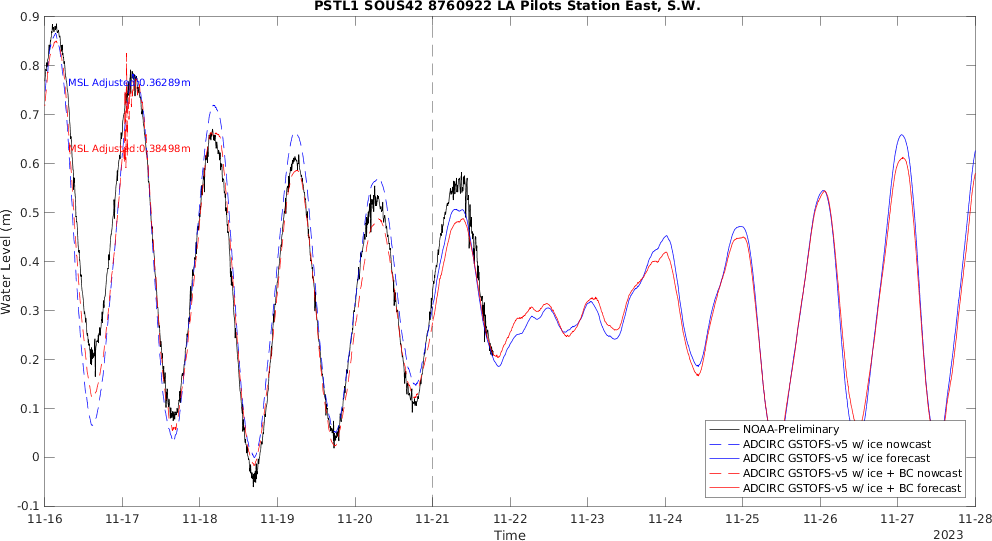 PSTL1 SOUS42 8760922 LA Pilots Station East, S.W.
0.9
0.8
0.7
0.6
0.5
0.4
0.3
0.2
0.1
0
-0.1
Water Level (m)
MSL Adjusted:0.36289m
MSL Adjusted:0.38498m
NOAA-Preliminary
ADCIRC GSTOFS-v5 w/ ice nowcast
ADCIRC GSTOFS-v5 w/ ice forecast
ADCIRC GSTOFS-v5 w/ ice + BC nowcast
ADCIRC GSTOFS-v5 w/ ice + BC forecast
11-16 11-17 11-18 11-19 11-20 11-21 11-22 11-23 11-24 11-25 11-26 11-27 11-28
Time
2023